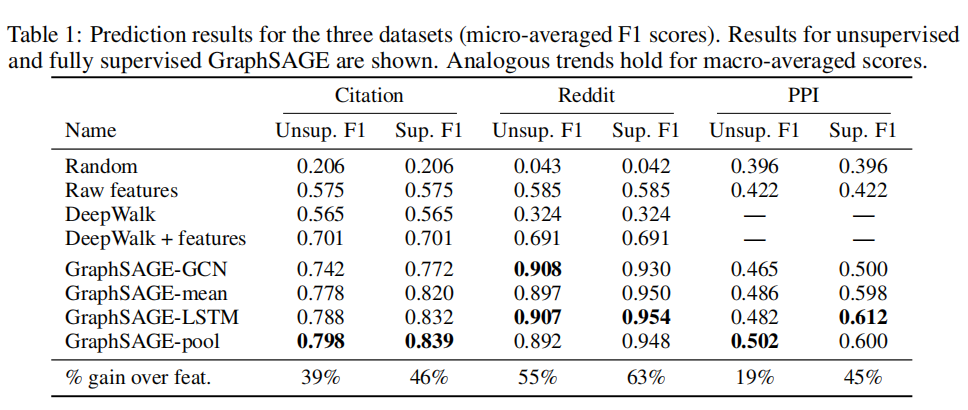 Table 1: Prediction results for the three datasets (micro-averaged F1 scores). Results for unsupervised
and fully supervised GraphSAGE are shown. Analogous trends hold for macro-averaged scores.
Citation Reddit PPI
Name Unsup. F1 Sup. F1 Unsup. F1 Sup. F1 Unsup. F1 Sup. F1
Random 0.206 0.206 0.043 0.042 0.396 0.396
Raw features 0.575 0.575 0.585 0.585 0.422 0.422
DeepWalk 0.565 0.565 0.324 0.324 — —
DeepWalk + features 0.701 0.701 0.691 0.691 — —
GraphSAGE-GCN 0.742 0.772 0.908 0.930 0.465 0.500
GraphSAGE-mean 0.778 0.820 0.897 0.950 0.486 0.598
GraphSAGE-LSTM 0.788 0.832 0.907 0.954 0.482 0.612
GraphSAGE-pool 0.798 0.839 0.892 0.948 0.502 0.600
% gain over feat. 39% 46% 55% 63% 19% 45%